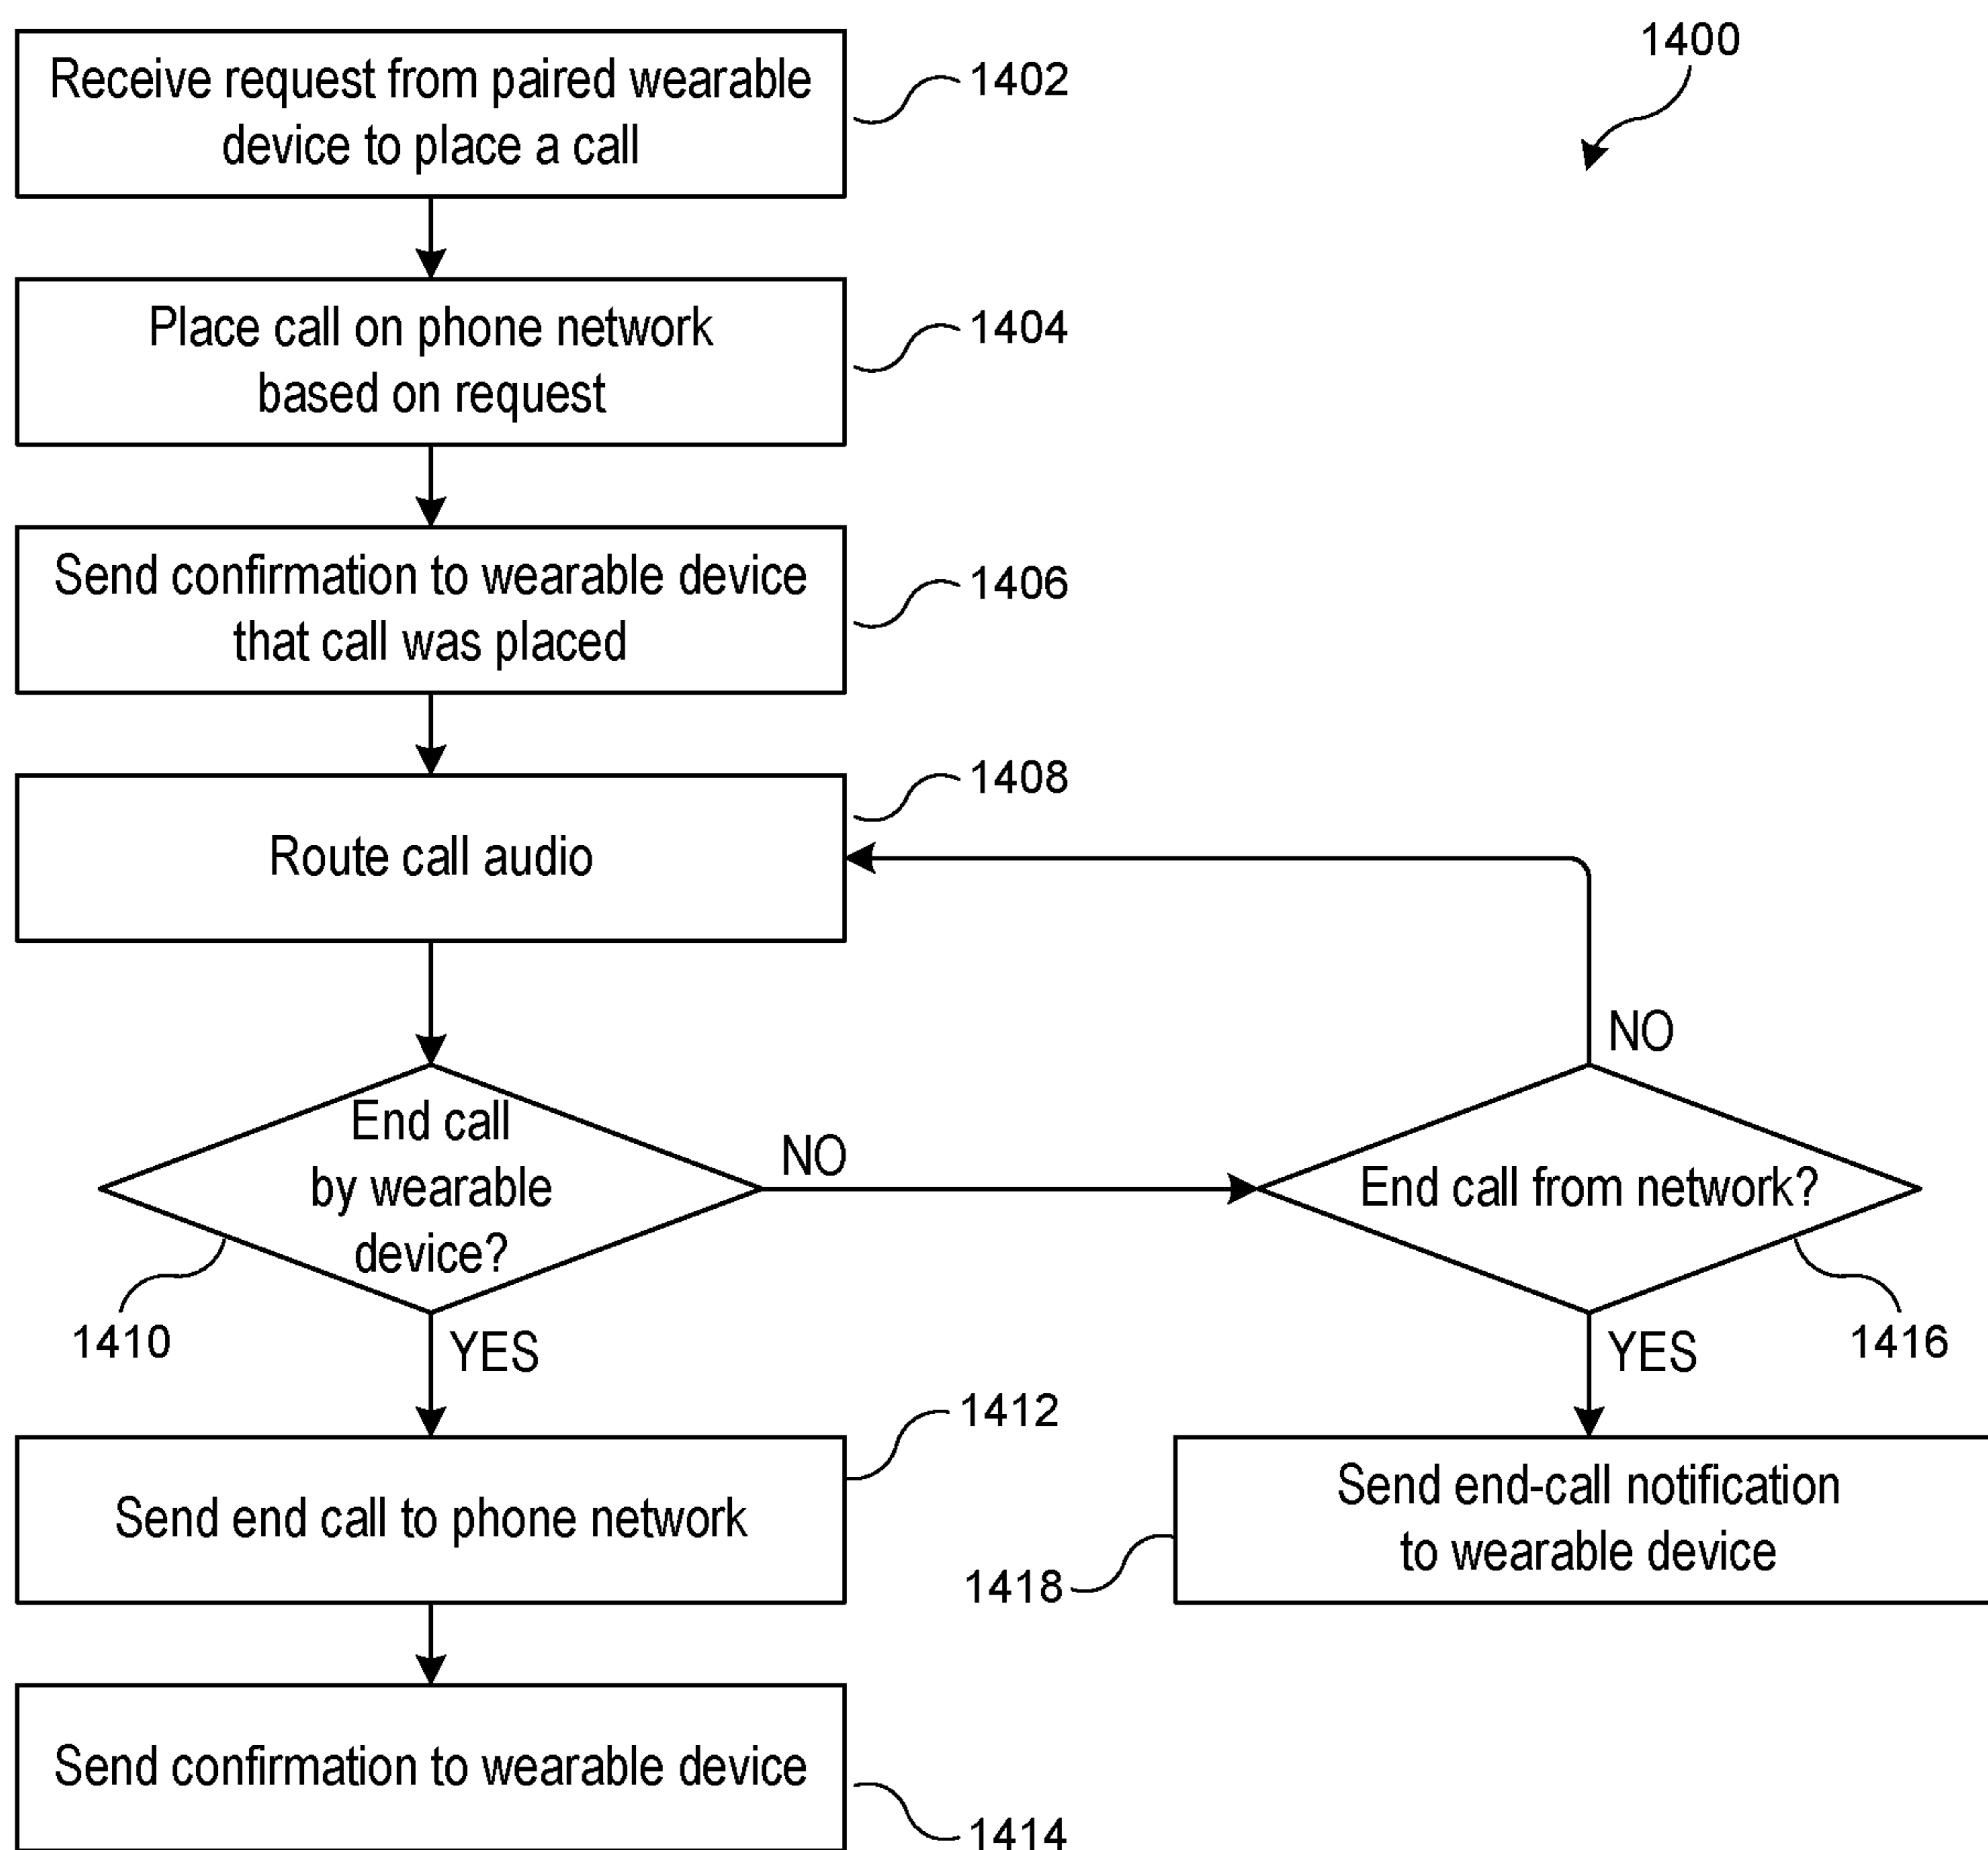 1400
Receive request from paired wearable
device to place a call
1402
Place call on phone network
based on request
1404
Send confirmation to wearable device
that call was placed
1406
1408
Route call audio
End call
by wearable
device?
NO
1410
YES
NO
End call from network?
1416
YES
1412
Send end call to phone network
Send end-call notification
to wearable device
1418
Send confirmation to wearable device
1414